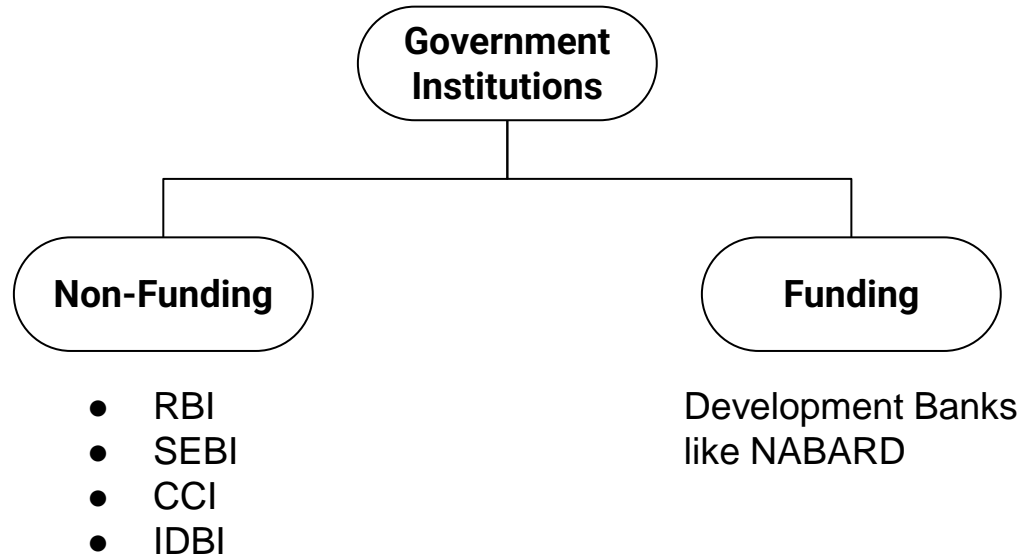 Government
Institutions
Non-Funding
Funding
● RBI
● SEBI
● CCI
● IDBI
Development Banks
like NABARD